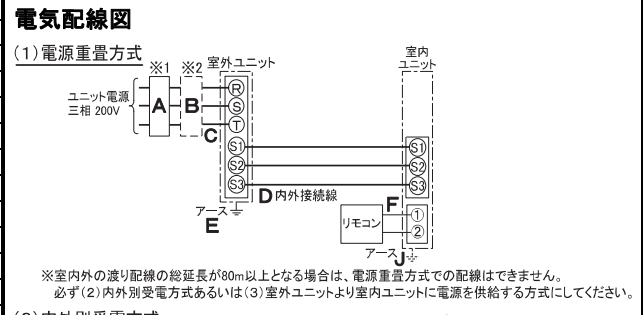 電気配線図
(1)電源重畳方式
※1 ※2 室外ユニット
室内
ユニット
ユニット電源
三相 200V
A B C
R
S
T
S1 S1
S2 S2
S3 S3
D 内外接続線
アース
E
リモコン
F
①
②
アース J
※室内外の渡り配線の総延長が80m以上となる場合は、電源重畳方式での配線はできません。
必ず(2)内外別受電方式あるいは(3)室外ユニットより室内ユニットに電源を供給する方式にしてください。